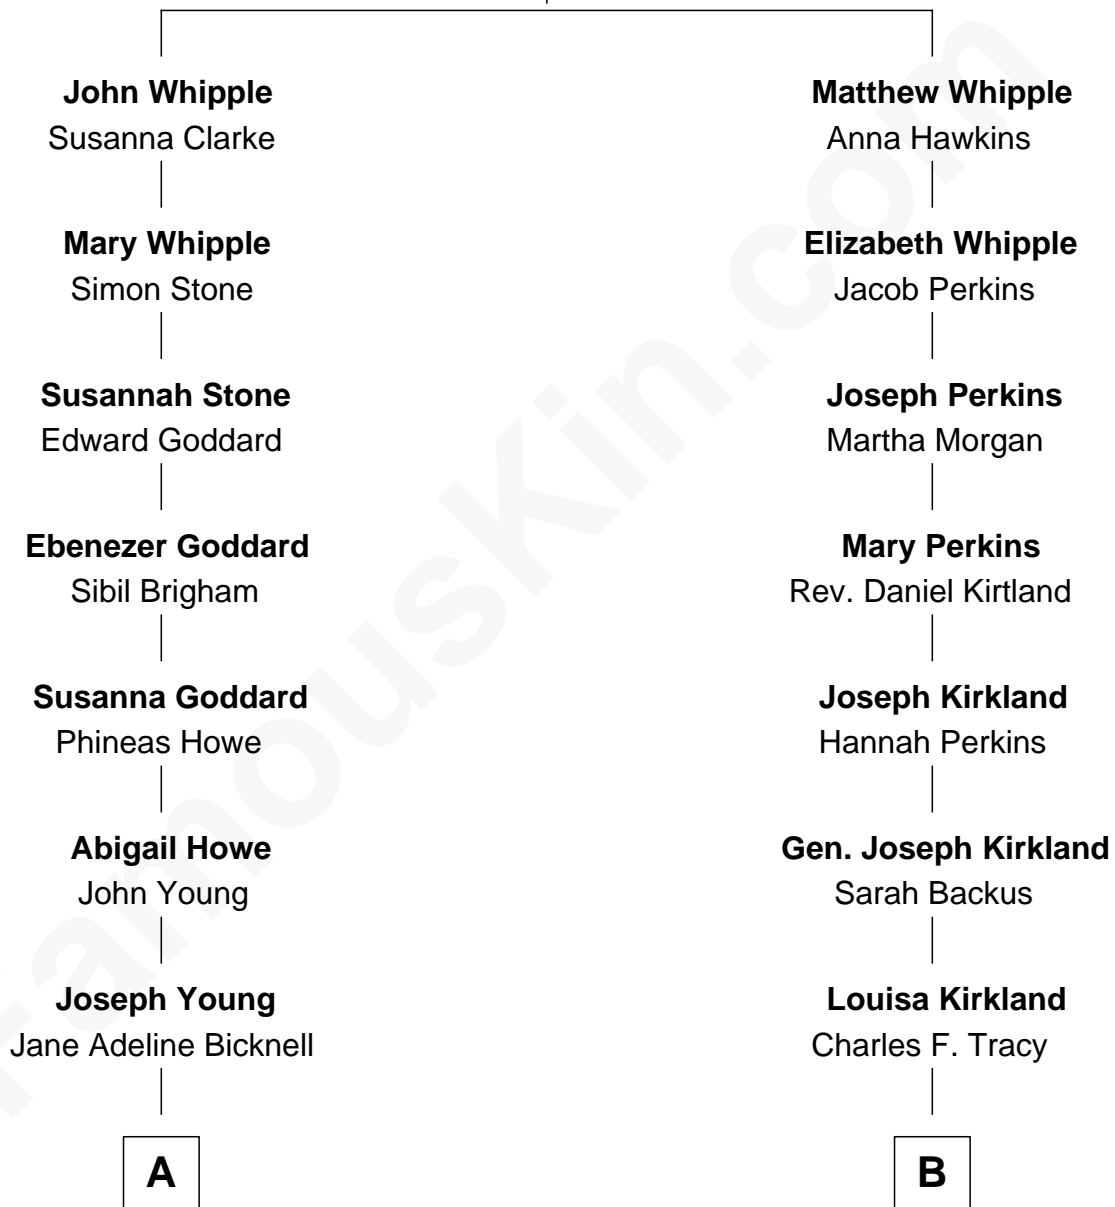 John Whipple
Susanna Clarke
Matthew Whipple
Anna Hawkins
Mary Whipple
Simon Stone
Elizabeth Whipple
Jacob Perkins
Susannah Stone
Edward Goddard
Joseph Perkins
Martha Morgan
Ebenezer Goddard
Sibil Brigham
Mary Perkins
Rev. Daniel Kirtland
Susanna Goddard
Phineas Howe
Joseph Kirkland
Hannah Perkins
Abigail Howe
John Young
Gen. Joseph Kirkland
Sarah Backus
Joseph Young
Jane Adeline Bicknell
Louisa Kirkland
Charles F. Tracy
A
B
FamousKin.com